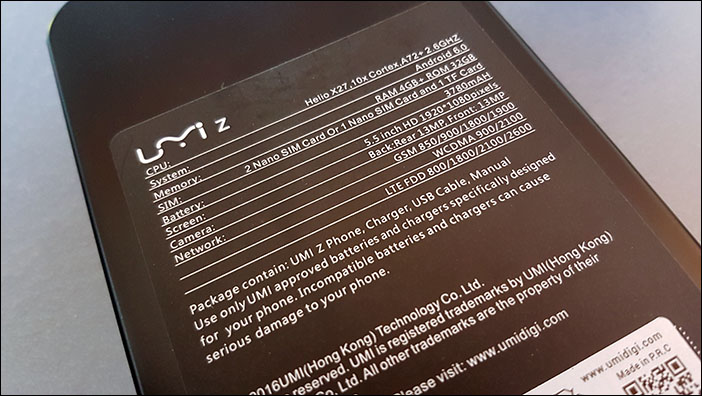 UMi Z
CPU: Helio X27,10x Cortex.A72+ 2.6GHZ
System: Android 6.0
Memory: RAM 4GB+ ROM 32GB
SIM: 2 Nano SIM Card Or 1 Nano SIM Card and 1 TF Card
Battery: 3780mAH
Screen: 5.5 inch HD 1920*1080pixels
Camera: Back:Rear 13MP, Front: 13MP
Network: GSM 850/900/1800/1900
WCDMA 900/2100
LTE FDD 800/1800/2100/2600
Package contain: UMI Z Phone, Charger, USB Cable, Manual
Use only UMI approved batteries and chargers specifically designed
for your phone. Incompatible batteries and chargers can cause
serious damage to your phone.
2016UMI(Hong Kong) Technology Co. Ltd.
reserved. UMI is registered trademarks by UMI(Hong Kong)
Co. Ltd. All other trademarks are the property of their
Please visit: www.umidigi.com
www.umidigi.com
Made in P.R.C